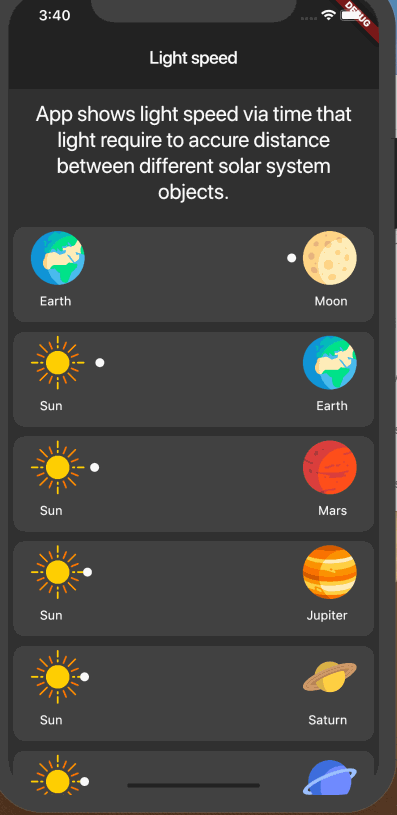 3:40
DEBUG
Light speed
App shows light speed via time that
light require to accure distance
between different solar system
objects.
Earth
Moon
Sun
Earth
Sun
Mars
Sun
Jupiter
Sun
Saturn